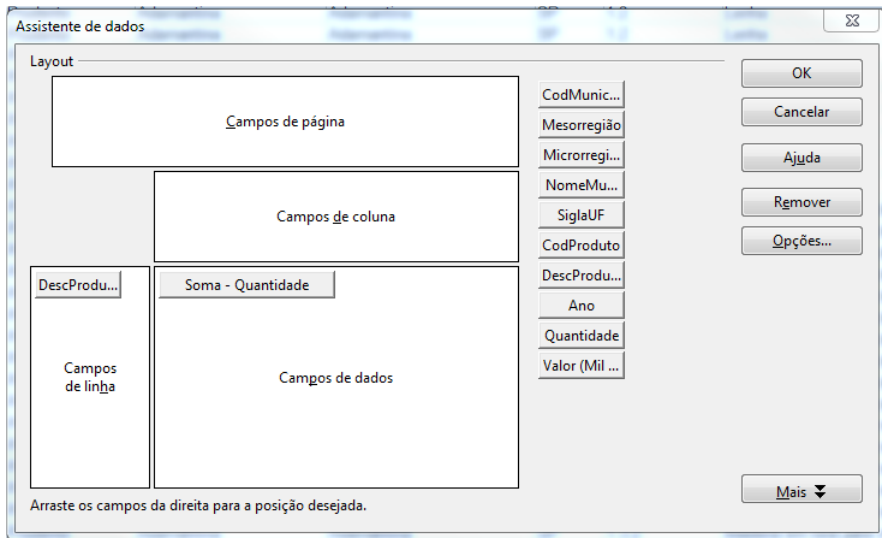 Assistente de dados
Layout
Campos de página
Campos de coluna
DescProdu...
Campos
de linha
Soma - Quantidade
Campos de dados
CodMunic...
Mesorregião
Microrregi...
NomeMu...
SiglaUF
CodProduto
DescProdu...
Ano
Quantidade
Valor (Mil ...
OK
Cancelar
Ajuda
Remover
Opções...
Mais
Arraste os campos da direita para a posição desejada.